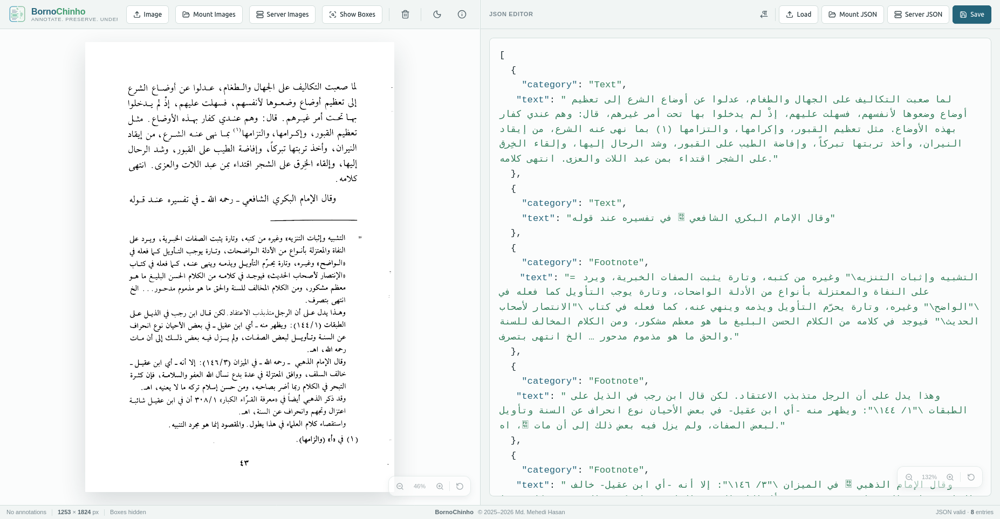 BornoChinho
ANNOTATE. PRESERVE.
Image
Mount Images
Server Images
Show Boxes
لما صعبت التكاليف على الجهال والطغام، عدلوا عن أوضاع الشرع
إلى تعظيم أوضاع وضعوها لأنفسهم، فسهلت عليهم، إذْ لم يدخلوا
بها تحت أمر غيرهم. قال: وهم عندي كفار بهذه الأوضاع. مثل
تعظيم القبور، وإكرامها، والتزامها(١) بما نهى عنه الشرع، من إيقاد
النيران، وأخذ تربتها تبركاً، وإفاضة الطيب على القبور، وشد الرحال
إليها، وإلقاء الخِرق على الشجر اقتداء بمن عبد اللات والعزى. انتهى
كلامه.
وقال الإمام البكري الشافعي ـ رحمه الله ـ في تفسيره عند قوله
= التشبيه وإثبات التنزيه» وغيره من كتبه، وتارة يثبت الصفات الخبرية، ويرد على
النفاة والمعتزلة بأنواع من الأدلة الواضحات، وتارة يوجب التأويل كما فعله في
«الواضح» وغيره، وتارة يحرّم التأويل ويذمه وينهى عنه، كما فعله في كتاب
«الإنتصار لأصحاب الحديث» فيوجد في كلامه من الكلام الحسن البليغ ما هو
معظم مشكور، ومن الكلام المخالف للسنة والحق ما هو مذموم مدحور... الخ
انتهى بتصرف.
وهذا يدل على أن الرجل متذبذب الاعتقاد. لكن قال ابن رجب في الذيل على
الطبقات (١/١٤٤): ويظهر منه ـ أي ابن عقيل ـ في بعض الأحيان نوع انحراف
عن السنة وتأويل لبعض الصفات، ولم يزل فيه بعض ذلك إلى أن مات
رحمه الله، اهـ.
وقال الإمام الذهبي ـ رحمه الله ـ في الميزان (٣/١٤٦): إلا أنه ـ أي ابن عقيل ـ
خالف السلف، ووافق المعتزلة في عدة بدع نسأل الله العفو والسلامة، فإن كثرة
التبحر في الكلام ربما أضر بصاحبه، ومن حسن إسلام تركه ما لا يعنيه، اهـ.
وقد ذكر الذهبي أيضاً في «معرفة القرّاء الكبار» ٣٠٨/١ أن في ابن عقيل شائبة
اعتزال وتجهم وانحراف عن السنة، اهـ.
واستقصاء كلام العلماء في هذا يطول. والمقصود إنما هو مجرد التنبيه.
(١) في «أ» (والزامها).
٤٣
46%
JSON EDITOR
Load
Mount JSON
Server JSON
Save
[
{
"category": "Text",
"text": " لما صعبت التكاليف على الجهال والطغام، عدلوا عن أوضاع الشرع إلى تعظيم
أوضاع وضعوها لأنفسهم، فسهلت عليهم، إذْ لم يدخلوا بها تحت أمر غيرهم، قال: وهم عندي كفار
بهذه الأوضاع. مثل تعظيم القبور، وإكرامها، والتزامها (١) بما نهى عنه الشرع، من إيقاد
النيران، وأخذ تربتها تبركاً، وإفاضة الطيب على القبور، وشد الرحال إليها، وإلقاء الخِرق
على الشجر اقتداء بمن عبد اللات والعزى. انتهى كلامه."
},
{
"category": "Text",
"text": "وقال الإمام البكري الشافعي ﵀ في تفسيره عند قوله"
},
{
"category": "Footnote",
"text": "= التشبيه وإثبات التنزيه\" وغيره من كتبه، وتارة يثبت الصفات الخبرية، ويرد
على النفاة والمعتزلة بأنواع من الأدلة الواضحات، وتارة يوجب التأويل كما فعله في
\"الواضح\" وغيره، وتارة يحرّم التأويل ويذمه وينهي عنه، كما فعله في كتاب \"الانتصار لأصحاب
الحديث\" فيوجد في كلامه من الكلام الحسن البليغ ما هو معظم مشكور، ومن الكلام المخالف للسنة
والحق ما هو مذموم مدحور … الخ انتهى بتصرف."
},
{
"category": "Footnote",
"text": " وهذا يدل على أن الرجل متذبذب الاعتقاد. لكن قال ابن رجب في الذيل على
الطبقات \"١/ ١٤٤\": ويظهر منه -أي ابن عقيل- في بعض الأحيان نوع انحراف عن السنة وتأويل
لبعض الصفات، ولم يزل فيه بعض ذلك إلى أن مات ﵀، اه."
},
{
"category": "Footnote",
"text": " وقال الإمام الذهبي ﵀ في الميزان \"٣/ ١٤٦\": إلا أنه -أي ابن عقيل- خالف
132%
No annotations
1253 × 1824 px
Boxes hidden
BornoChinho © 2025–2026 Md. Mehedi Hasan
JSON valid · 8 entries